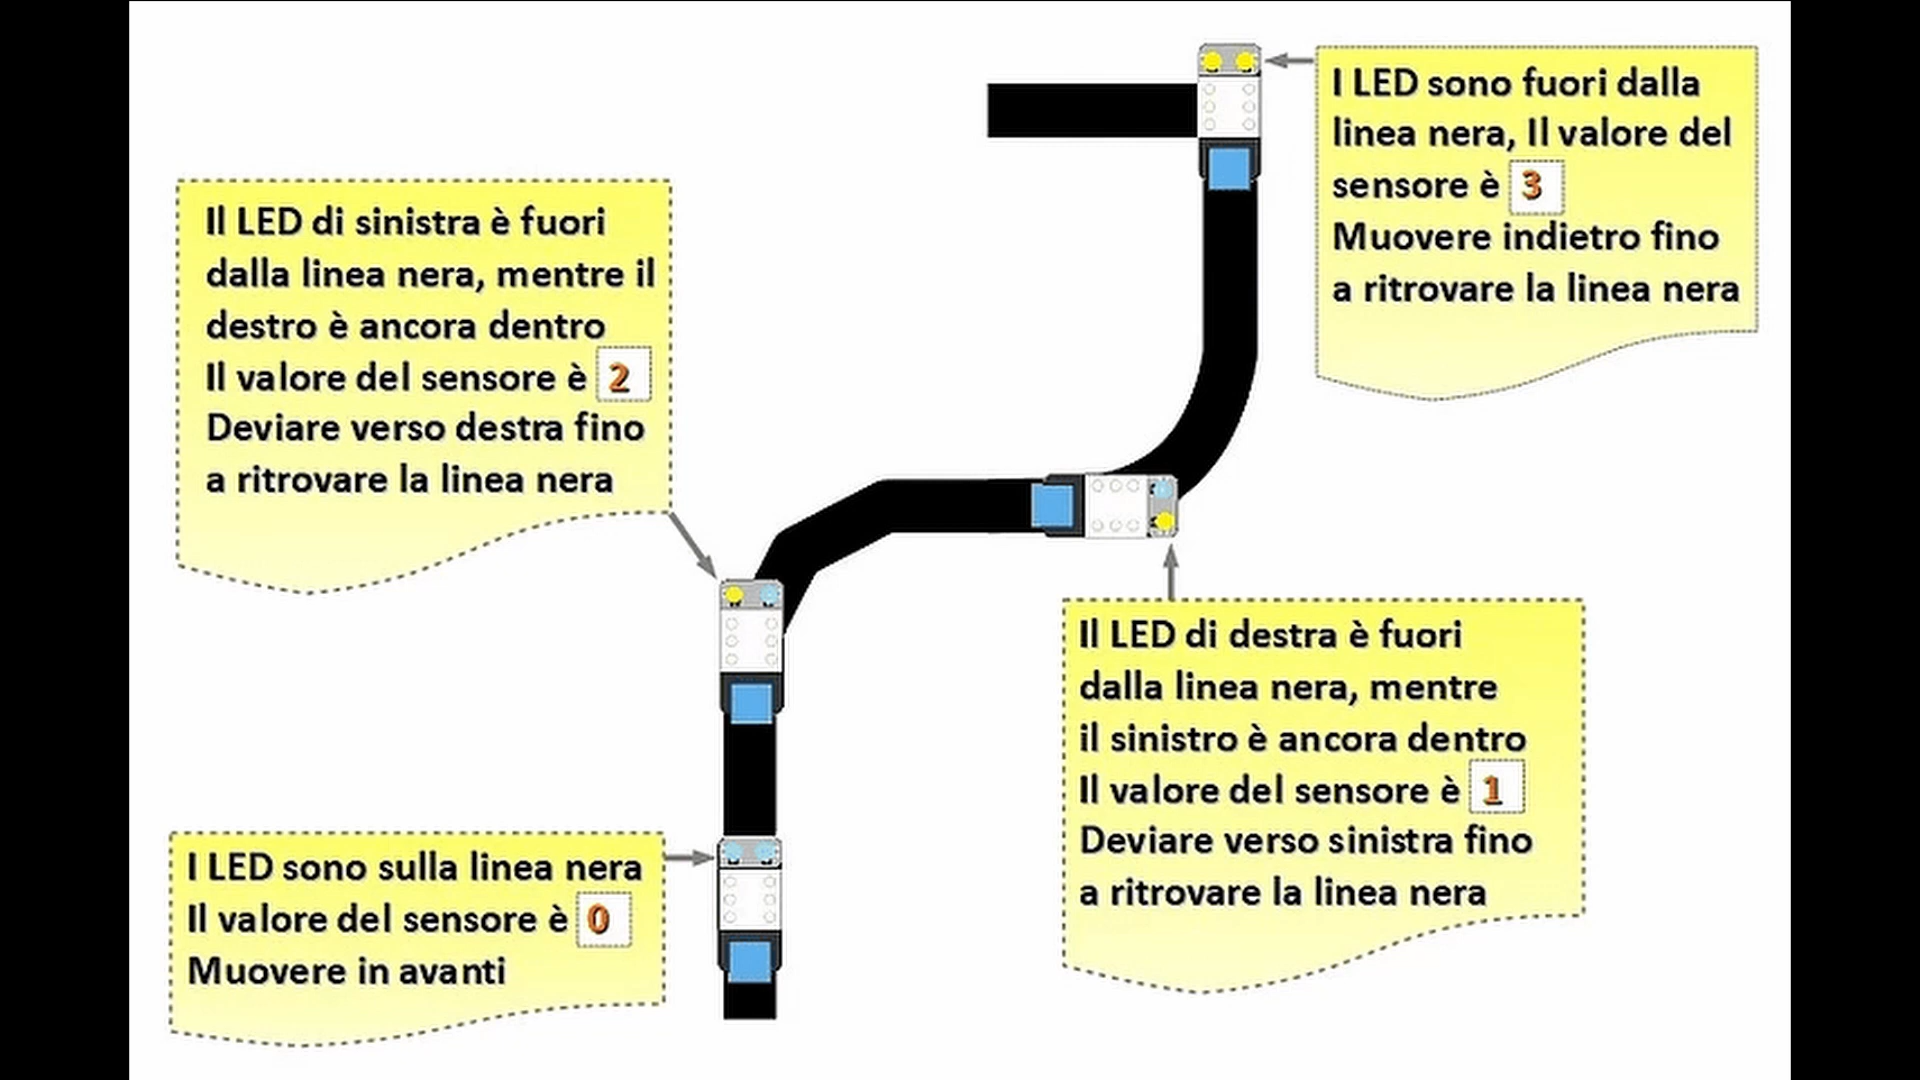 I LED sono fuori dalla
linea nera, Il valore del
sensore è 3
Muovere indietro fino
a ritrovare la linea nera
Il LED di sinistra è fuori
dalla linea nera, mentre il
destro è ancora dentro
Il valore del sensore è 2
Deviare verso destra fino
a ritrovare la linea nera
Il LED di destra è fuori
dalla linea nera, mentre
il sinistro è ancora dentro
Il valore del sensore è 1
Deviare verso sinistra fino
a ritrovare la linea nera
I LED sono sulla linea nera
Il valore del sensore è 0
Muovere in avanti